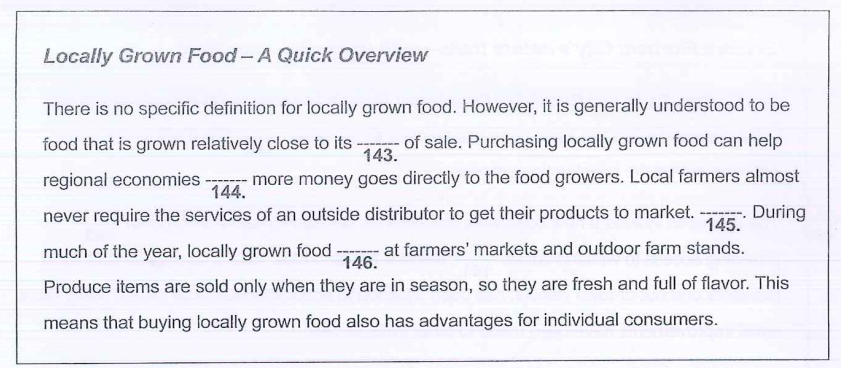 Locally Grown Food – A Quick Overview
There is no specific definition for locally grown food. However, it is generally understood to be
food that is grown relatively close to its ------- of sale. Purchasing locally grown food can help
143.
regional economies ------- more money goes directly to the food growers. Local farmers almost
144.
never require the services of an outside distributor to get their products to market. -------. During
145.
much of the year, locally grown food ------- at farmers' markets and outdoor farm stands.
146.
Produce items are sold only when they are in season, so they are fresh and full of flavor. This
means that buying locally grown food also has advantages for individual consumers.